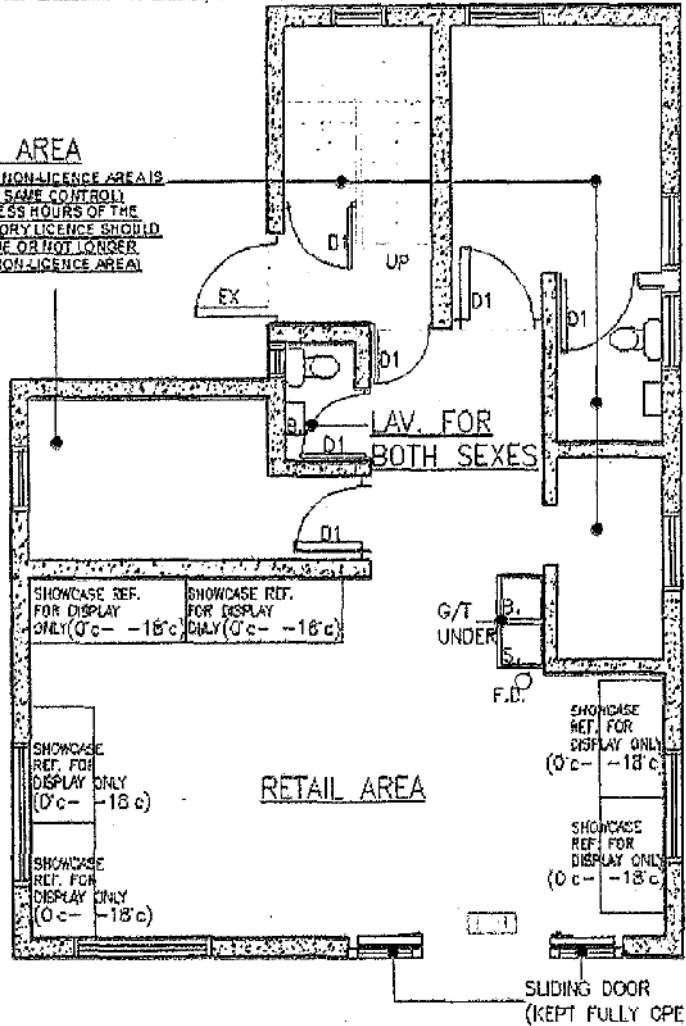 AREA
NON-LICENCE AREA IS
SAME CONTROL)
ESS HOURS OF THE
ORY LICENCE SHOULD
E OR NOT LONGER
NON-LICENCE AREA)
D1
UP
EX
D1
D1
D1
B.
LAV. FOR
BOTH SEXES
D1
D1
SHOWCASE REF.
FOR DISPLAY
ONLY(0°c- -18°c)
SHOWCASE REF.
FOR DISPLAY
ONLY(0°c- -18°c)
G/T
UNDER
B.
S.
F.D.
SHOWCASE
REF. FOR
DISPLAY ONLY
(0°c- -18°c)
SHOWCASE
REF. FOR
DISPLAY ONLY
(0°c- -18°c)
RETAIL AREA
SHOWCASE
REF. FOR
DISPLAY ONLY
(0°c- -18°c)
SHOWCASE
REF. FOR
DISPLAY ONLY
(0°c- -18°c)
SLIDING DOOR
(KEPT FULLY OPE